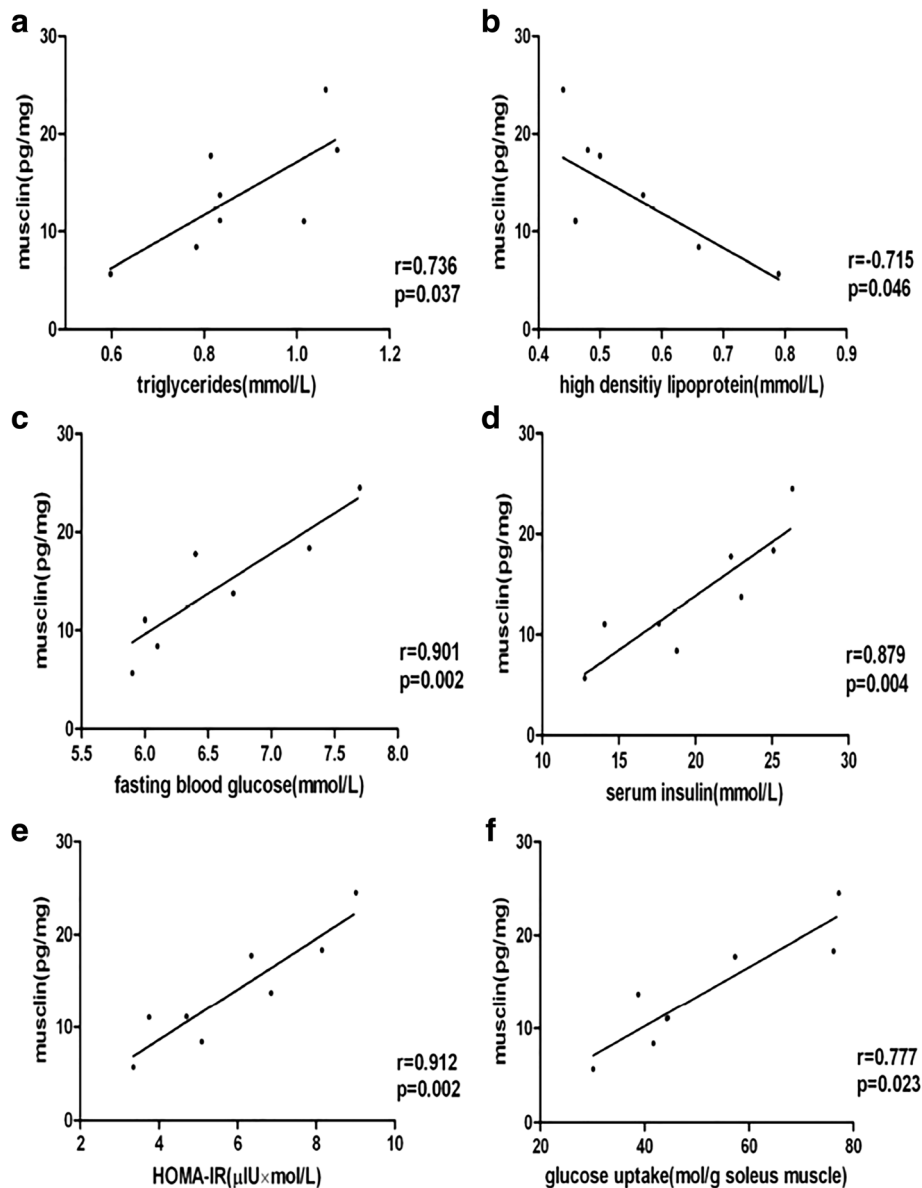 a
30
20
10
0
musclin(pg/mg)
0.6 0.8 1.0 1.2
triglycerides(mmol/L)
r=0.736
p=0.037
b
30
20
10
0
musclin(pg/mg)
0.4 0.5 0.6 0.7 0.8 0.9
high densitiy lipoprotein(mmol/L)
r=-0.715
p=0.046
c
30
20
10
0
musclin(pg/mg)
5.5 6.0 6.5 7.0 7.5 8.0
fasting blood glucose(mmol/L)
r=0.901
p=0.002
d
30
20
10
0
musclin(pg/mg)
10 15 20 25 30
serum insulin(mmol/L)
r=0.879
p=0.004
e
30
20
10
0
musclin(pg/mg)
2 4 6 8 10
HOMA-IR(μIU×mol/L)
r=0.912
p=0.002
f
30
20
10
0
musclin(pg/mg)
20 40 60 80
glucose uptake(mol/g soleus muscle)
r=0.777
p=0.023